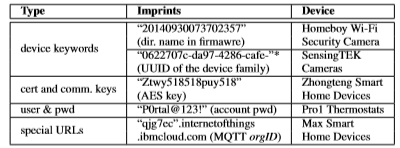 Type Imprints Device
device keywords
"20140930073702357" Homeboy Wi-Fi
(dir. name in firmawre) Security Camera
"0622707c-da97-4286-cafe-"* SensingTEK
(UUID of the device family) Cameras
cert and comm. keys
"Ztwy518518puy518" Zhongteng Smart
(AES key) Home Devices
user & pwd "P0rtal@123!" (account pwd) Pro1 Thermostats
special URLs
"qjg7ec".internetofthings Max Smart
.ibmcloud.com (MQTT orgID) Home Devices